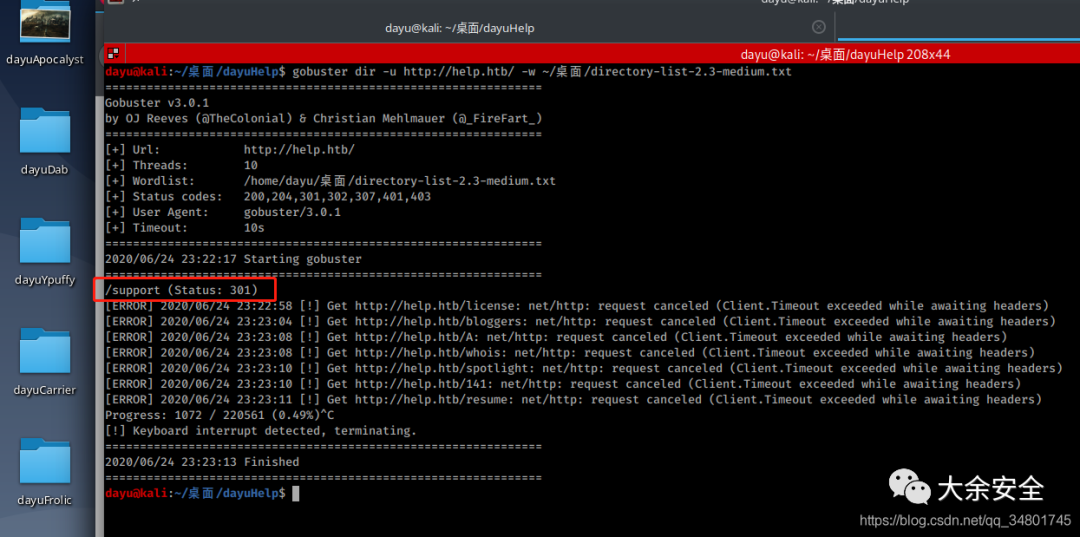 dayu@kali: ~/桌面/dayuHelp
dayu@kali: ~/桌面/dayuHelp
dayu@kali: ~/桌面/dayuHelp 208x44
dayuApocalyst
dayuDab
dayuYpuffy
dayuCarrier
dayuFrolic
dayu@kali:~/桌面/dayuHelp$ gobuster dir -u http://help.htb/ -w ~/桌面/directory-list-2.3-medium.txt
===============================================================
Gobuster v3.0.1
by OJ Reeves (@TheColonial) & Christian Mehlmauer (@_FireFart_)
===============================================================
[+] Url:            http://help.htb/
[+] Threads:        10
[+] Wordlist:       /home/dayu/桌面/directory-list-2.3-medium.txt
[+] Status codes:   200,204,301,302,307,401,403
[+] User Agent:     gobuster/3.0.1
[+] Timeout:        10s
===============================================================
2020/06/24 23:22:17 Starting gobuster
===============================================================
/support (Status: 301)
[ERROR] 2020/06/24 23:22:58 [!] Get http://help.htb/license: net/http: request canceled (Client.Timeout exceeded while awaiting headers)
[ERROR] 2020/06/24 23:23:04 [!] Get http://help.htb/bloggers: net/http: request canceled (Client.Timeout exceeded while awaiting headers)
[ERROR] 2020/06/24 23:23:08 [!] Get http://help.htb/A: net/http: request canceled (Client.Timeout exceeded while awaiting headers)
[ERROR] 2020/06/24 23:23:08 [!] Get http://help.htb/whois: net/http: request canceled (Client.Timeout exceeded while awaiting headers)
[ERROR] 2020/06/24 23:23:10 [!] Get http://help.htb/spotlight: net/http: request canceled (Client.Timeout exceeded while awaiting headers)
[ERROR] 2020/06/24 23:23:10 [!] Get http://help.htb/141: net/http: request canceled (Client.Timeout exceeded while awaiting headers)
[ERROR] 2020/06/24 23:23:11 [!] Get http://help.htb/resume: net/http: request canceled (Client.Timeout exceeded while awaiting headers)
Progress: 1072 / 220561 (0.49%)^C
[!] Keyboard interrupt detected, terminating.
===============================================================
2020/06/24 23:23:13 Finished
===============================================================
dayu@kali:~/桌面/dayuHelp$
大余安全
https://blog.csdn.net/qq_34801745